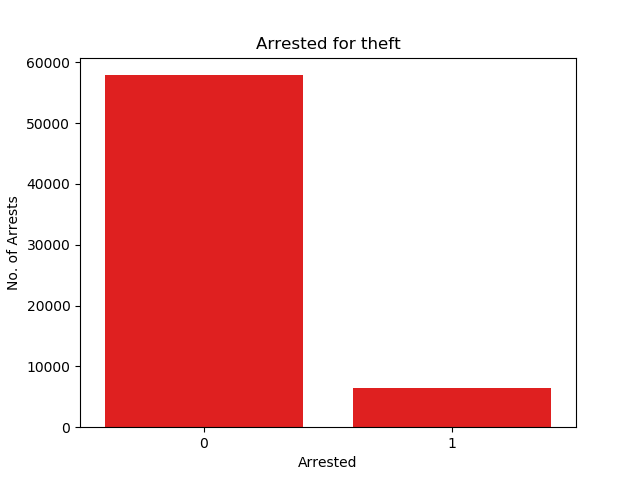 Arrested for theft
60000
50000
40000
30000
20000
10000
0
No. of Arrests
0 1
Arrested